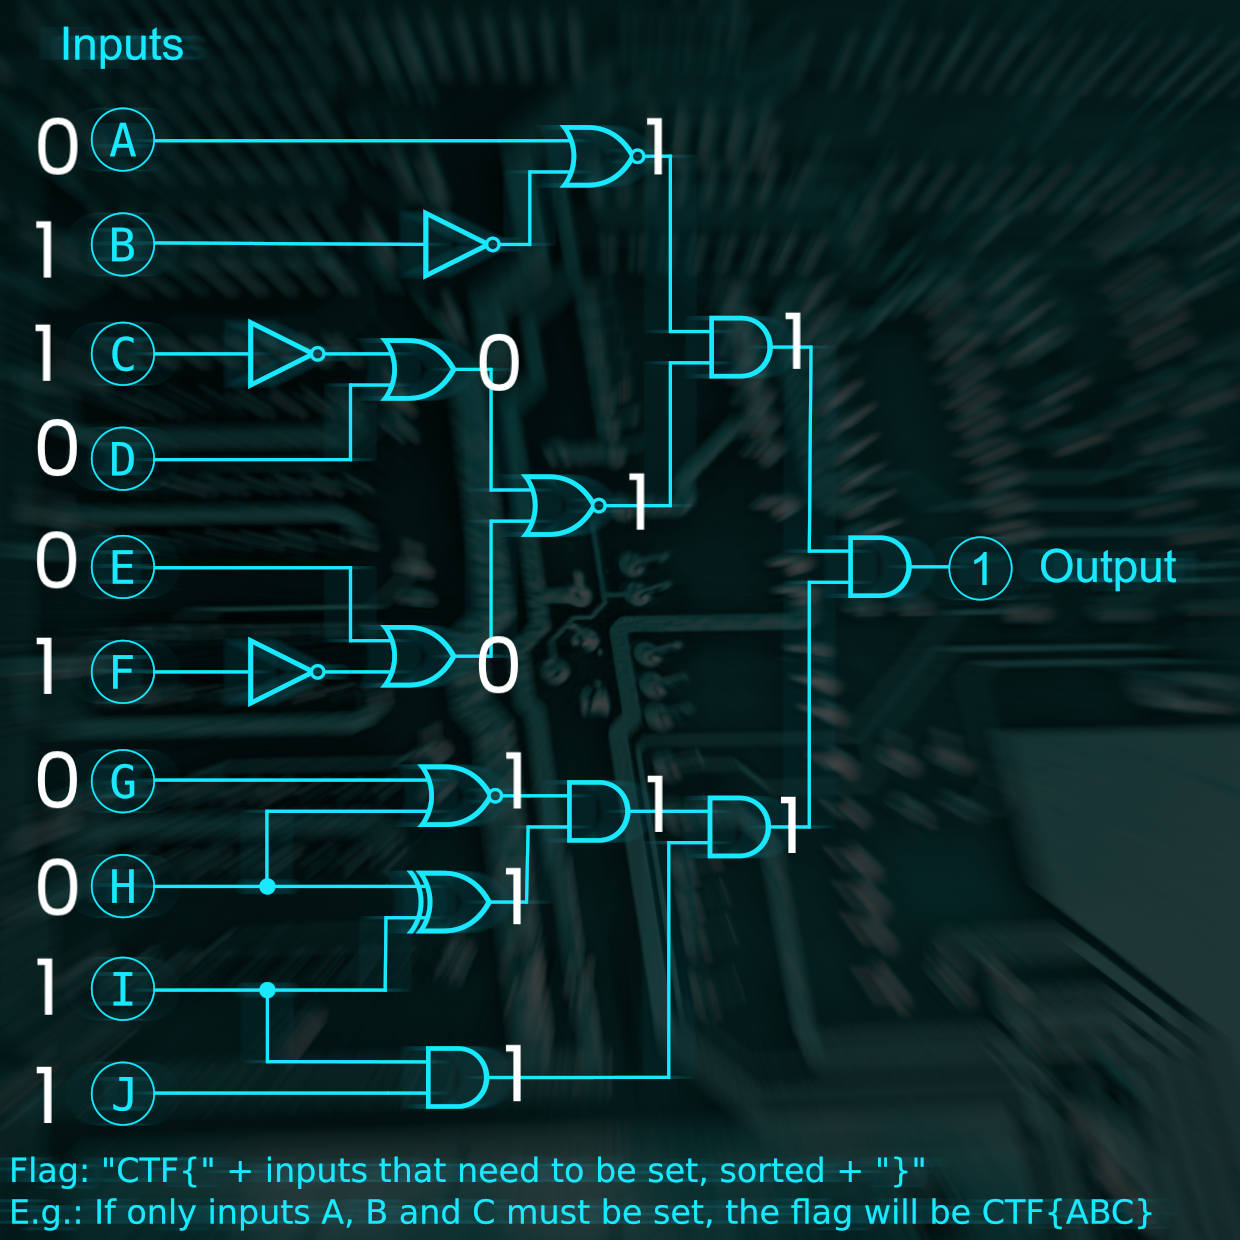 Inputs
0 A 1
1 B
1 C 0 1
0 D
1
0 E 1 Output
1 F 0
0 G 1 1 1
0 H 1
1 I
1 J 1
Flag: "CTF{" + inputs that need to be set, sorted + "}"
E.g.: If only inputs A, B and C must be set, the flag will be CTF{ABC}